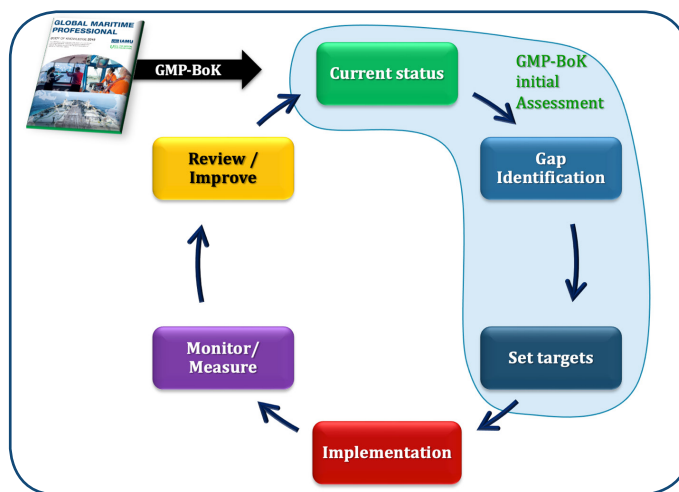 GLOBAL MARITIME
PROFESSIONAL
IAMU
GMP-BoK
Current status
GMP-BoK
initial
Assessment
Gap
Identification
Set targets
Implementation
Monitor/
Measure
Review /
Improve